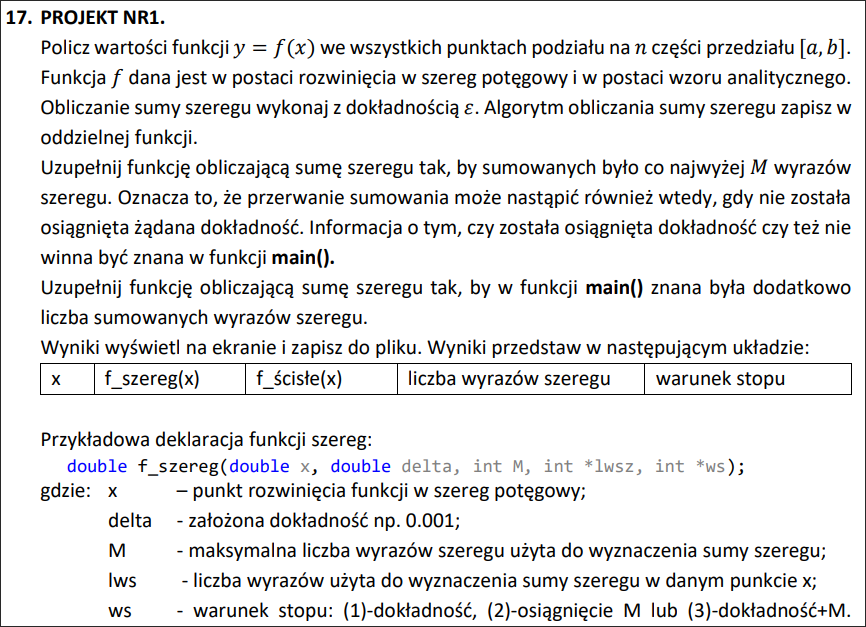 17. PROJEKT NR1.
Policz wartości funkcji y = f(x) we wszystkich punktach podziału na n części przedziału [a, b].
Funkcja f dana jest w postaci rozwinięcia w szereg potęgowy i w postaci wzoru analitycznego.
Obliczanie sumy szeregu wykonaj z dokładnością ε. Algorytm obliczania sumy szeregu zapisz w
oddzielnej funkcji.
Uzupełnij funkcję obliczającą sumę szeregu tak, by sumowanych było co najwyżej M wyrazów
szeregu. Oznacza to, że przerwanie sumowania może nastąpić również wtedy, gdy nie została
osiągnięta żądana dokładność. Informacja o tym, czy została osiągnięta dokładność czy też nie
winna być znana w funkcji main().
Uzupełnij funkcję obliczającą sumę szeregu tak, by w funkcji main() znana była dodatkowo
liczba sumowanych wyrazów szeregu.
Wyniki wyświetl na ekranie i zapisz do pliku. Wyniki przedstaw w następującym układzie:
x f_szereg(x) f_ścisłe(x) liczba wyrazów szeregu warunek stopu
Przykładowa deklaracja funkcji szereg:
double f_szereg(double x, double delta, int M, int *lwsz, int *ws);
gdzie: x – punkt rozwinięcia funkcji w szereg potęgowy;
delta - założona dokładność np. 0.001;
M - maksymalna liczba wyrazów szeregu użyta do wyznaczenia sumy szeregu;
lws - liczba wyrazów użyta do wyznaczenia sumy szeregu w danym punkcie x;
ws - warunek stopu: (1)-dokładność, (2)-osiągnięcie M lub (3)-dokładność+M.